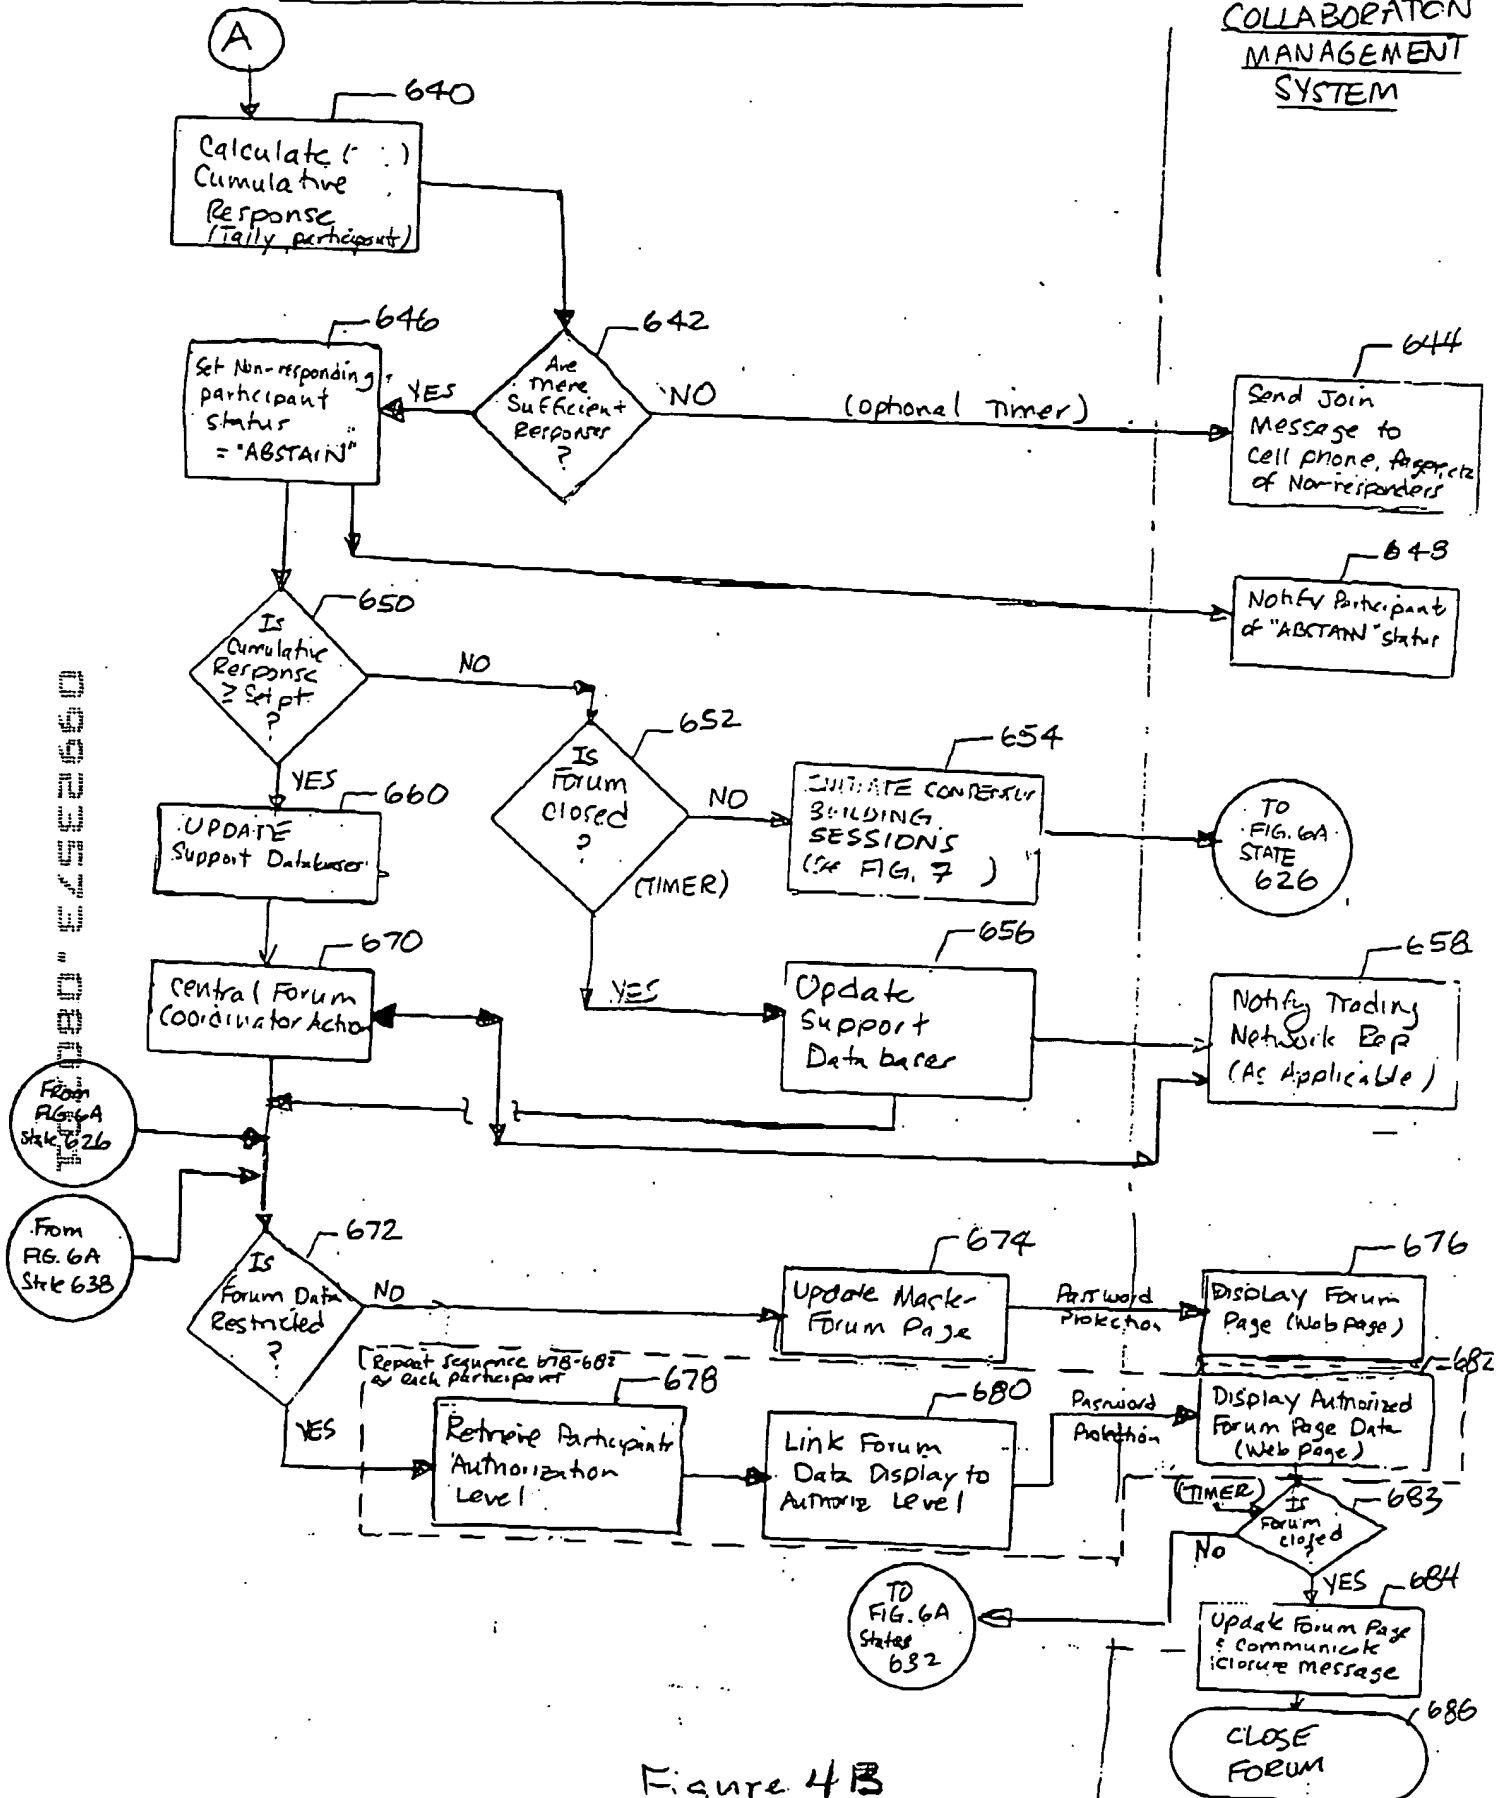 COLLABORATION
MANAGEMENT
SYSTEM
A
640
Calculate
Cumulative
Response
(Tally participant)
646
Set Non-responding
participant
status
= "ABSTAIN"
YES
642
Are
there
Sufficient
Responses
?
NO
(Optional Timer)
644
Send Join
Message to
cell phone, pager, etc
of Non-responders
648
Notify Participant
of "ABSTAIN" status
650
Is
Cumulative
Response
≥ Set pt.
?
NO
YES
652
Is
Forum
closed
?
(TIMER)
NO
YES
654
INITIATE CONSENSUS
BUILDING
SESSIONS
(See FIG. 7 )
TO
FIG. 6A
STATE
626
660
UPDATE
Support Databases
670
Central Forum
Coordinator Action
656
Update
Support
Databases
658
Notify Trading
Network Rep
(As Applicable)
From
FIG. 6A
State 626
From
FIG. 6A
State 638
672
Is
Forum Data
Restricted
?
NO
YES
674
Update Master
Forum Page
Password
Protection
676
Display Forum
Page (Web page)
Repeat sequence 678-682
for each participant
678
Retrieve Participants
Authorization
Level
680
Link Forum
Data Display to
Authoriz Level
Password
Protection
682
Display Authorized
Forum Page Data
(Web Page)
(TIMER)
683
Is
Forum
closed
?
No
YES
TO
FIG. 6A
States
632
684
Update Forum Page
& Communicate
closure message
686
CLOSE
FORUM
Figure 4B